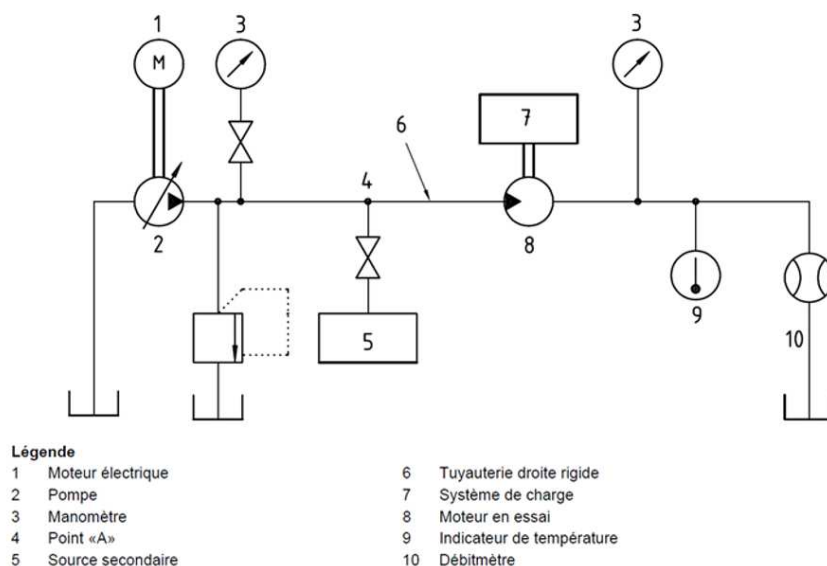 1
3
3
M
7
6
4
2
8
5
9
10
Légende
1 Moteur électrique
2 Pompe
3 Manomètre
4 Point «A»
5 Source secondaire
6 Tuyauterie droite rigide
7 Système de charge
8 Moteur en essai
9 Indicateur de température
10 Débitmètre